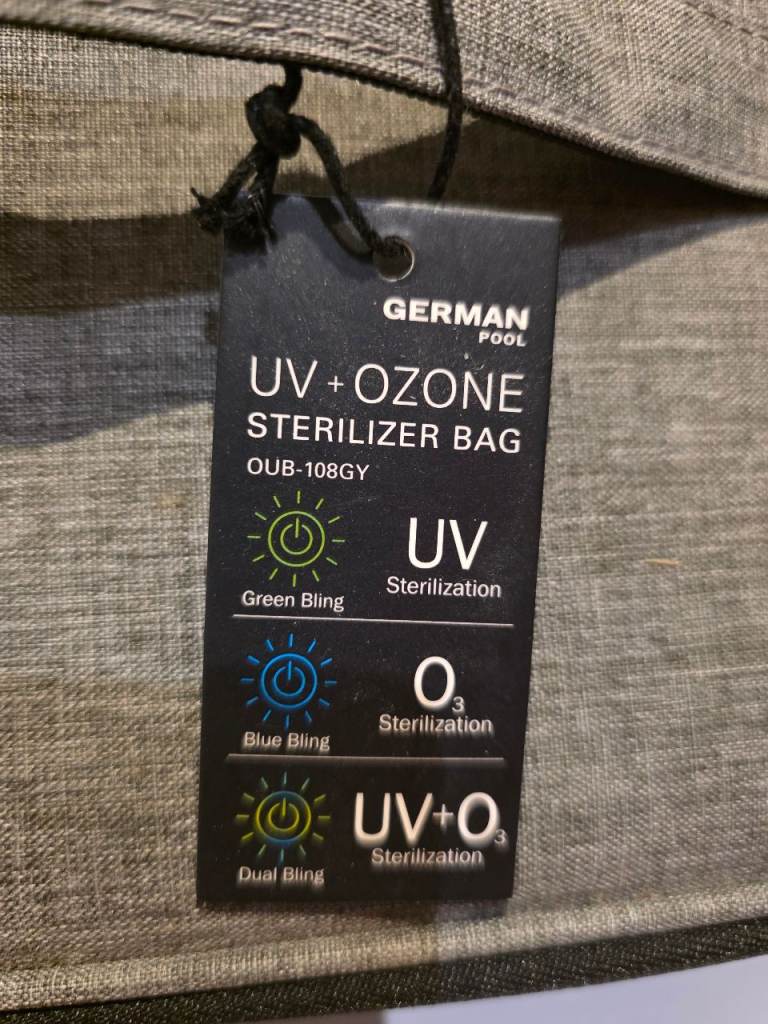 GERMAN
POOL
UV + OZONE
STERILIZER BAG
OUB-108GY
UV
Sterilization
Green Bling
O₃
Sterilization
Blue Bling
UV+O₃
Sterilization
Dual Bling